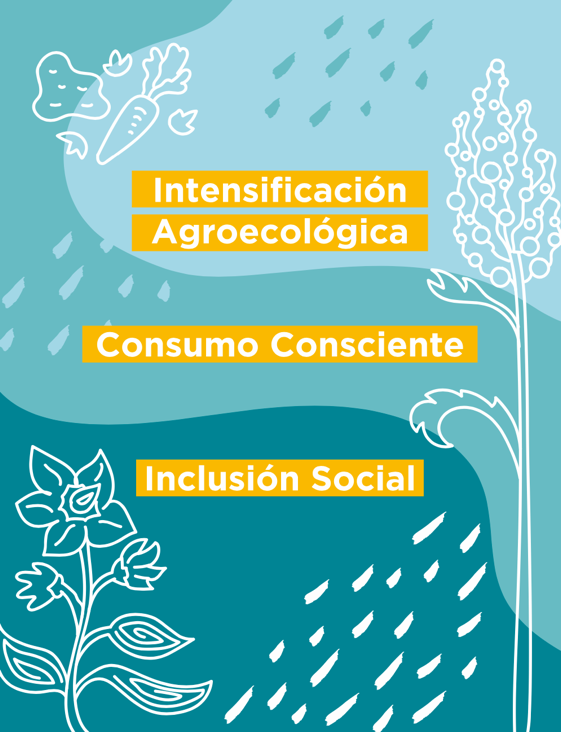 Intensificación
Agroecológica
Consumo Consciente
Inclusión Social